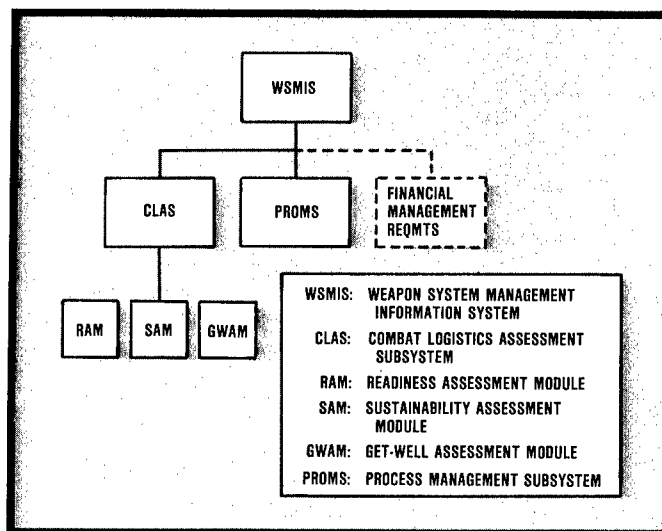 WSMIS
CLAS
PROMS
FINANCIAL
MANAGEMENT
REQMTS
RAM
SAM
GWAM
WSMIS: WEAPON SYSTEM MANAGEMENT
INFORMATION SYSTEM
CLAS: COMBAT LOGISTICS ASSESSMENT
SUBSYSTEM
RAM: READINESS ASSESSMENT MODULE
SAM: SUSTAINABILITY ASSESSMENT
MODULE
GWAM: GET-WELL ASSESSMENT MODULE
PROMS: PROCESS MANAGEMENT SUBSYSTEM